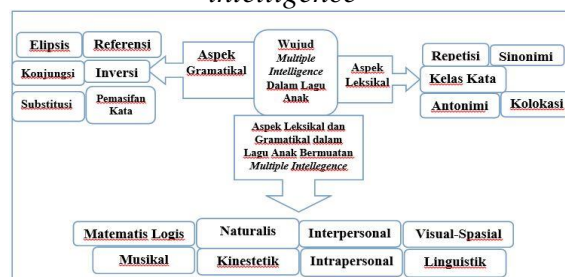 intelligence
Elipsis
Referensi
Konjungsi
Inversi
Substitusi
Pemasifan
Kata
Aspek
Gramatikal
Wujud
Multiple
Intelligence
Dalam Lagu
Anak
Aspek
Leksikal
Repetisi
Sinonimi
Kelas Kata
Antonimi
Kolokasi
Aspek Leksikal dan
Gramatikal dalam
Lagu Anak Bermuatan
Multiple Intellegence
Matematis Logis
Naturalis
Interpersonal
Visual-Spasial
Musikal
Kinestetik
Intrapersonal
Linguistik